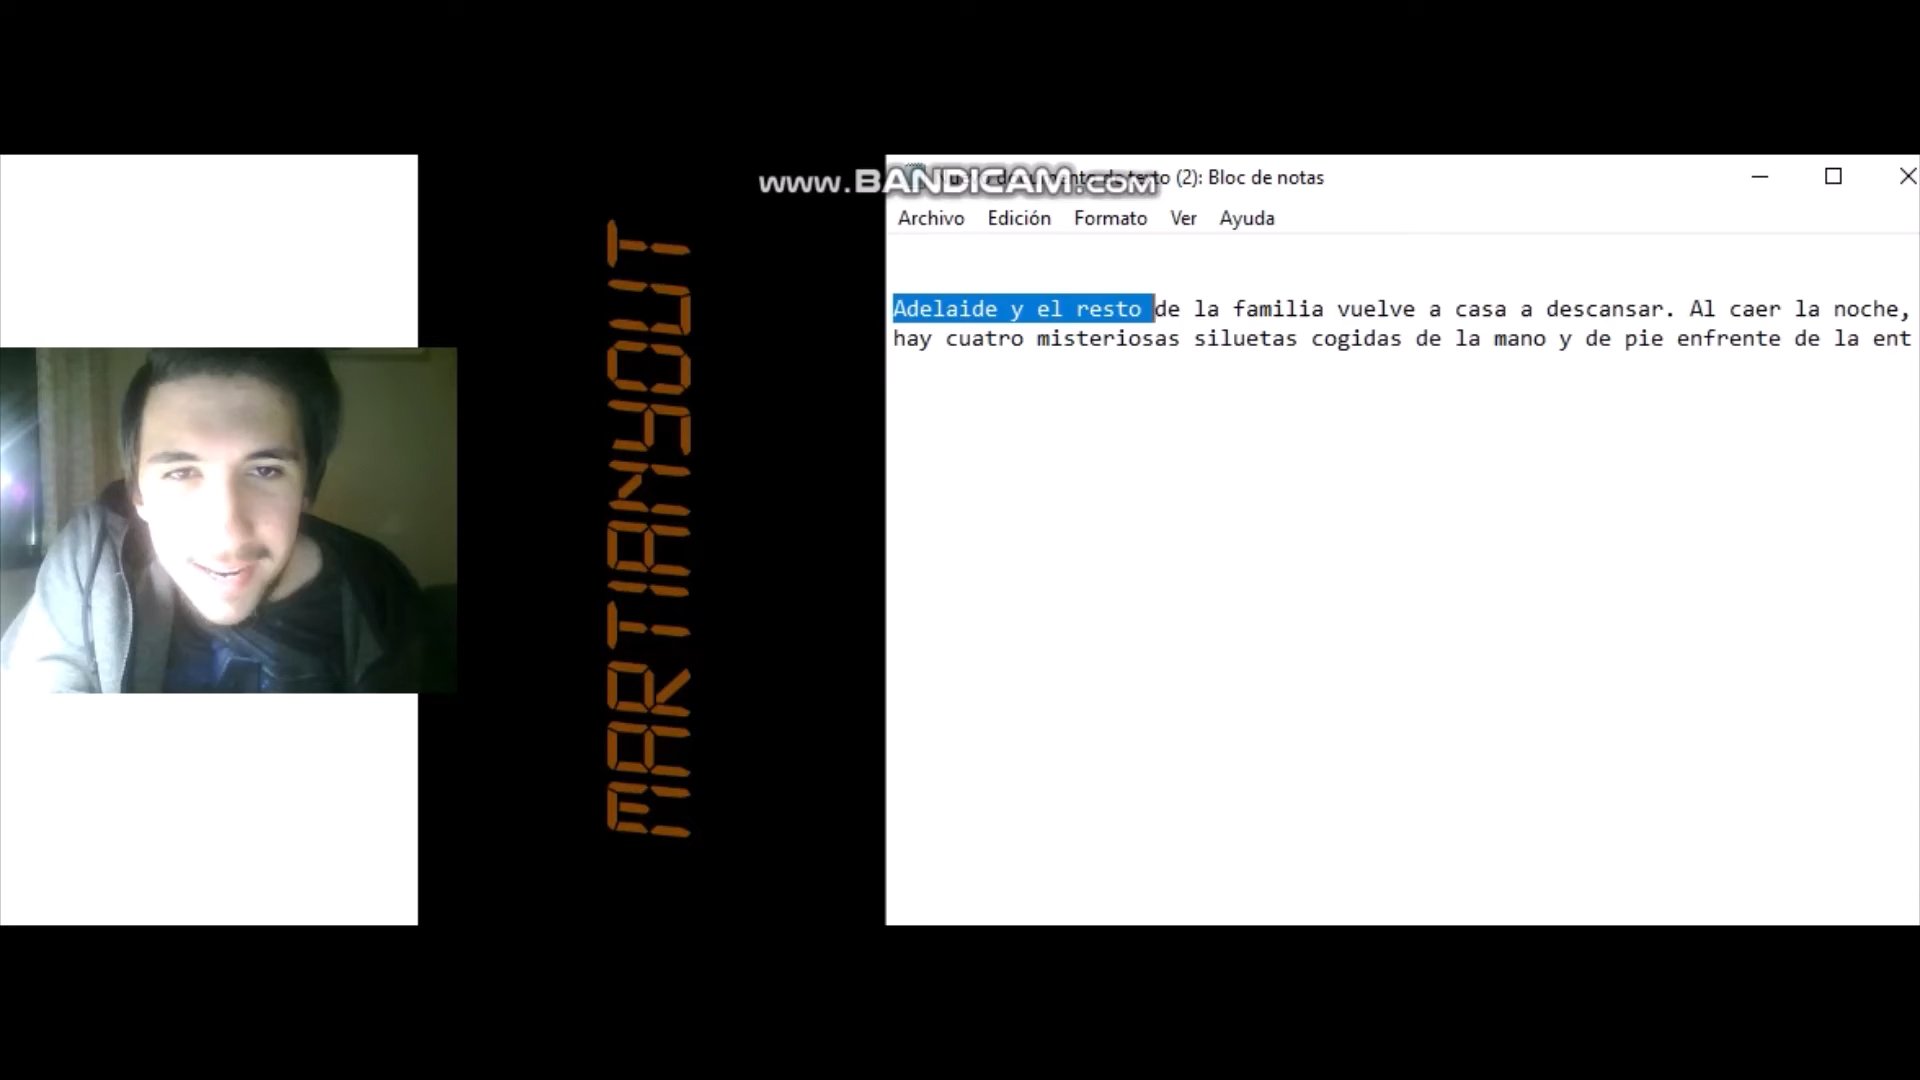 www.BANDICAM.com
(2): Bloc de notas
Archivo Edición Formato Ver Ayuda
MARTIANYOUT
Adelaide y el resto de la familia vuelve a casa a descansar. Al caer la noche,
hay cuatro misteriosas siluetas cogidas de la mano y de pie enfrente de la ent